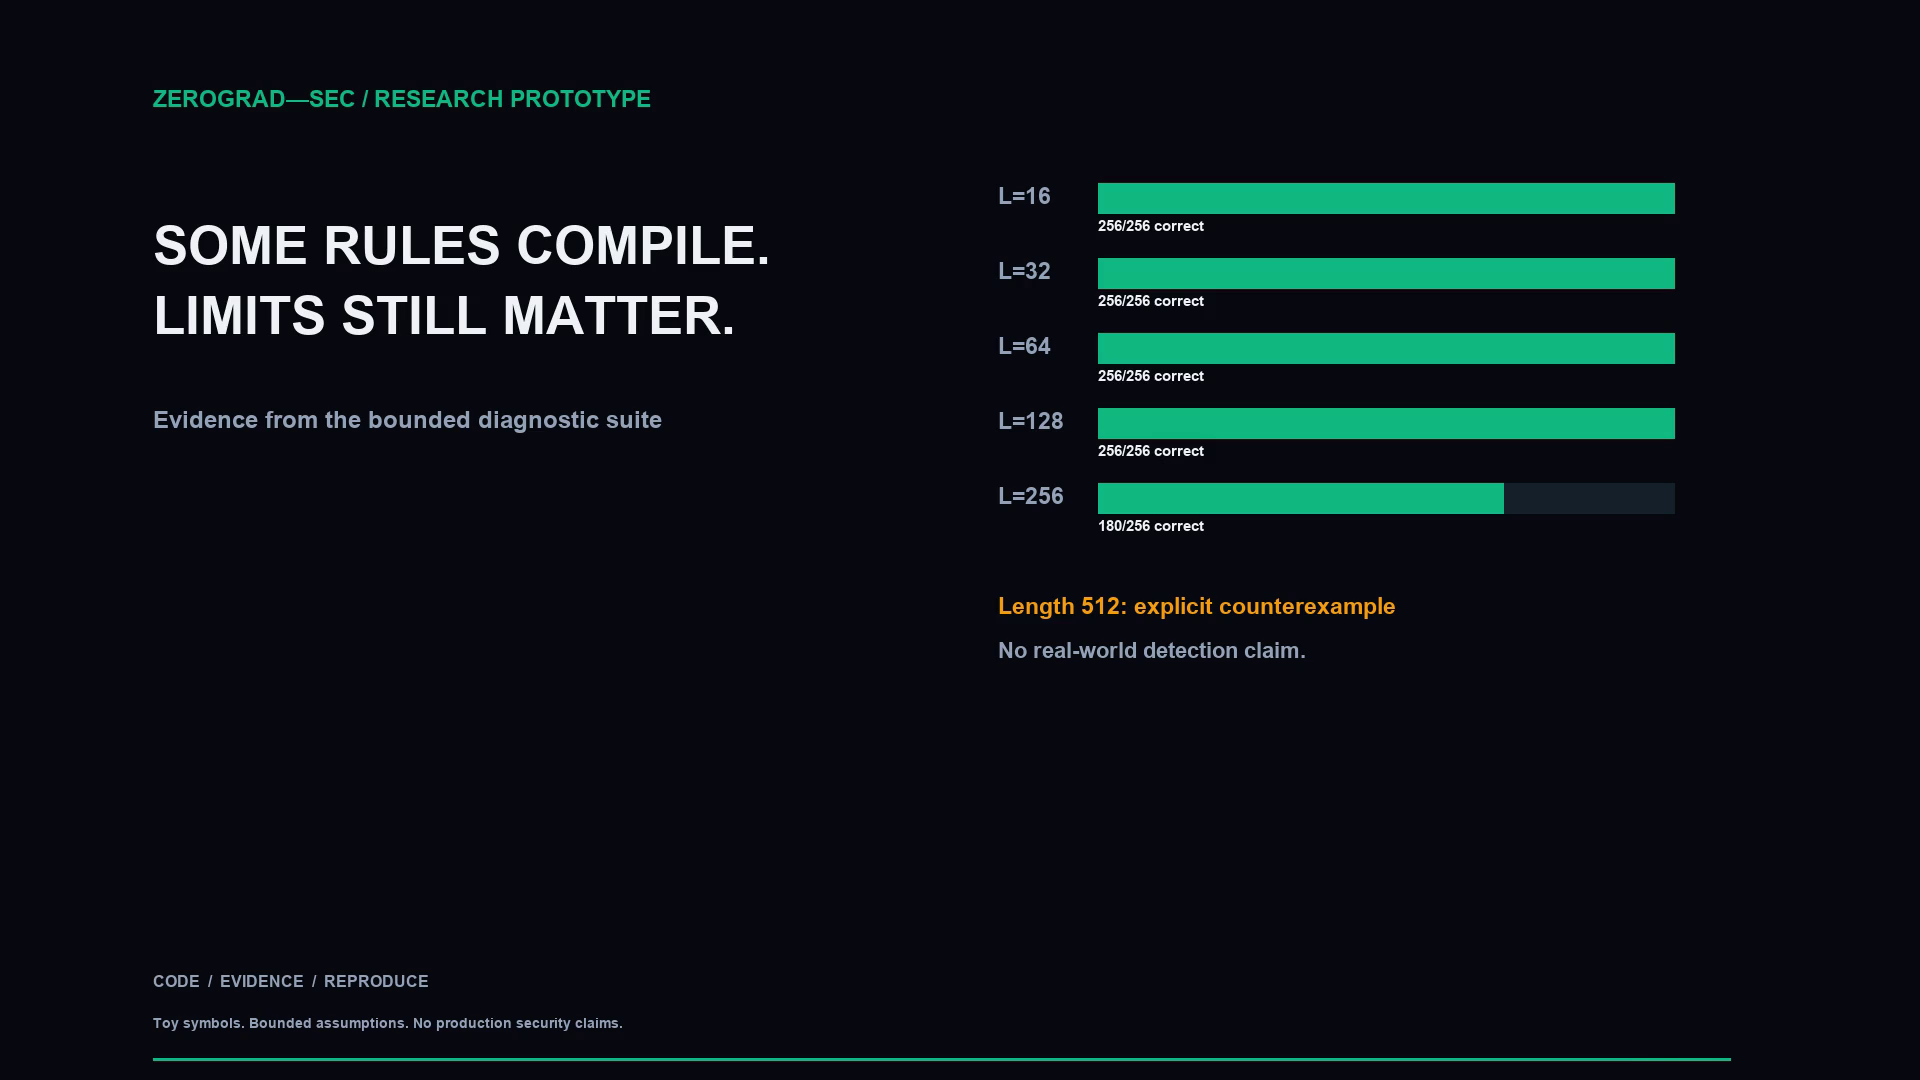 ZEROGRAD—SEC / RESEARCH PROTOTYPE
SOME RULES COMPILE.
LIMITS STILL MATTER.
Evidence from the bounded diagnostic suite
L=16
256/256 correct
L=32
256/256 correct
L=64
256/256 correct
L=128
256/256 correct
L=256
180/256 correct
Length 512: explicit counterexample
No real-world detection claim.
CODE / EVIDENCE / REPRODUCE
Toy symbols. Bounded assumptions. No production security claims.